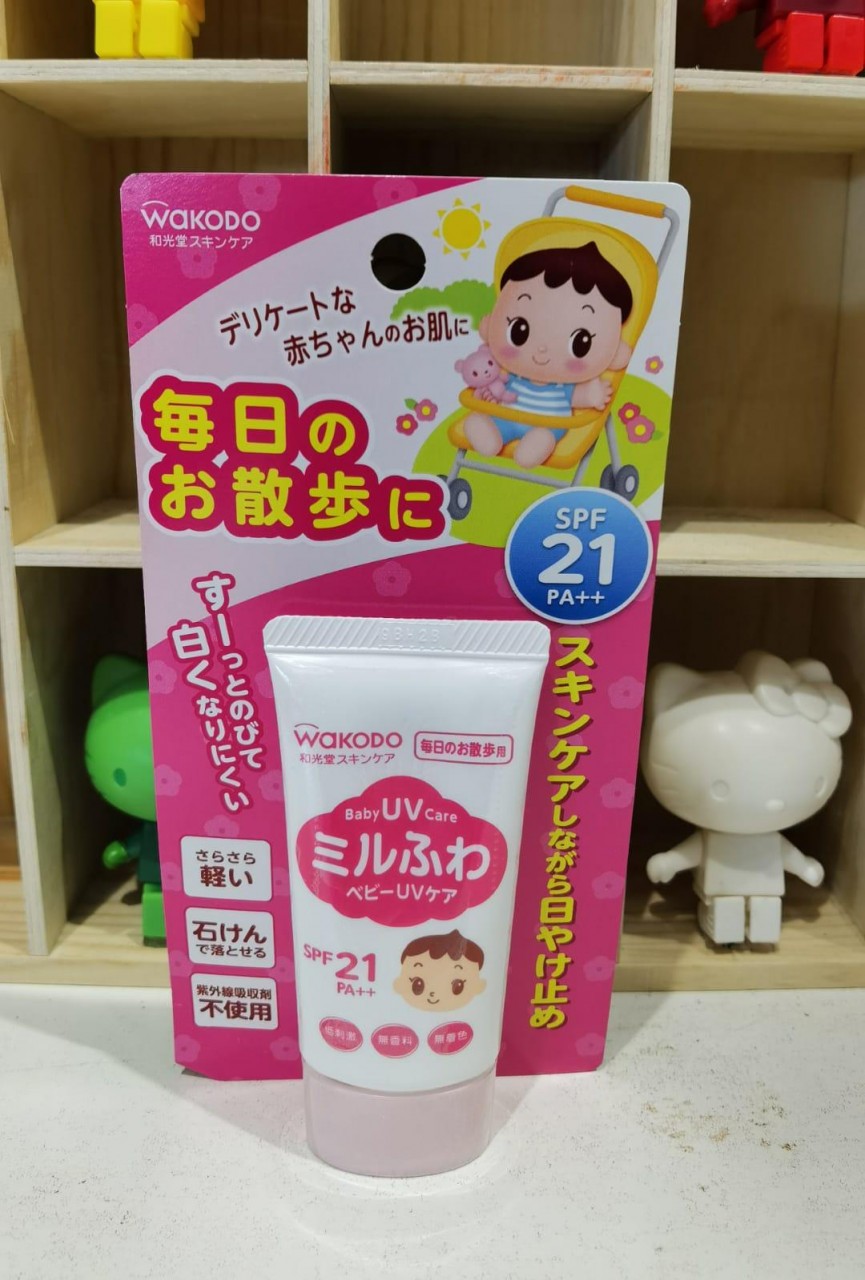 WAKODO
和光堂スキンケア
デリケートな
赤ちゃんのお肌に
毎日の
お散歩に
SPF
21
PA++
すーっとのびて
白くなりにくい
スキンケアしながら日やけ止め
さらさら
軽い
石けん
で落とせる
紫外線吸収剤
不使用
WAKODO
和光堂スキンケア
毎日のお散歩用
Baby UV Care
ミルふわ
ベビーUVケア
SPF 21
PA++
低刺激
無香料
無着色